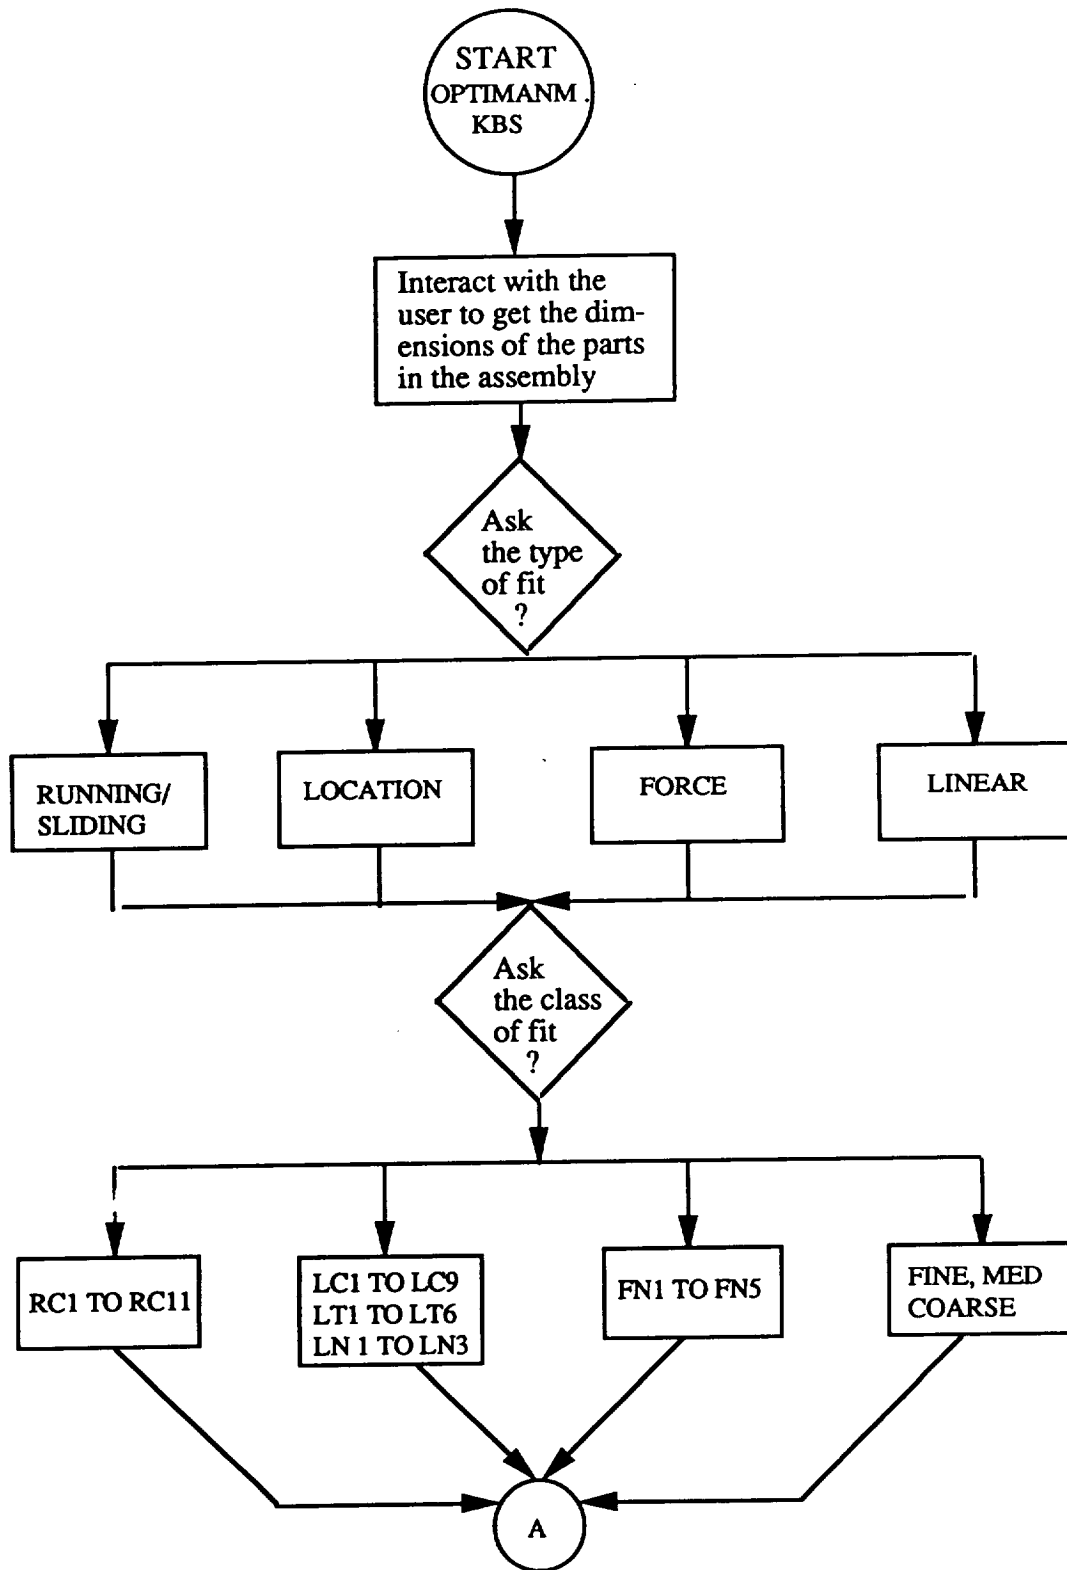 START
OPTIMANM.
KBS
Interact with the
user to get the dim-
ensions of the parts
in the assembly
Ask
the type
of fit
?
RUNNING/
SLIDING
LOCATION
FORCE
LINEAR
Ask
the class
of fit
?
RC1 TO RC11
LC1 TO LC9
LT1 TO LT6
LN 1 TO LN3
FN1 TO FN5
FINE, MED
COARSE
A